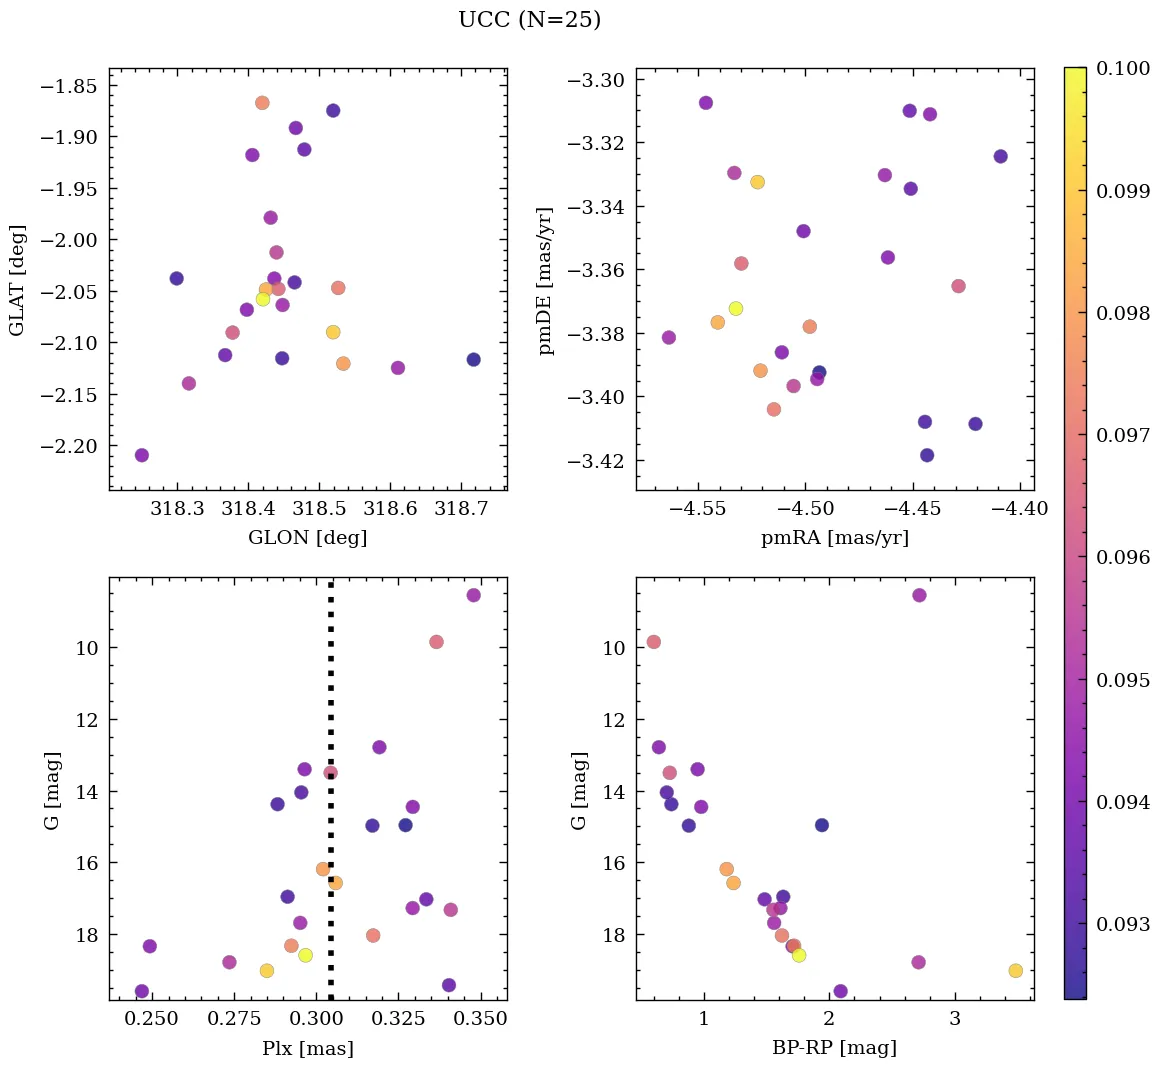 UCC (N=25)
−1.85
−1.90
−1.95
−2.00
−2.05
−2.10
−2.15
−2.20
GLAT [deg]
318.3 318.4 318.5 318.6 318.7
GLON [deg]
−3.30
−3.32
−3.34
−3.36
−3.38
−3.40
−3.42
pmDE [mas/yr]
−4.55 −4.50 −4.45 −4.40
pmRA [mas/yr]
10
12
14
16
18
G [mag]
0.250 0.275 0.300 0.325 0.350
Plx [mas]
10
12
14
16
18
G [mag]
1 2 3
BP-RP [mag]
0.100
0.099
0.098
0.097
0.096
0.095
0.094
0.093